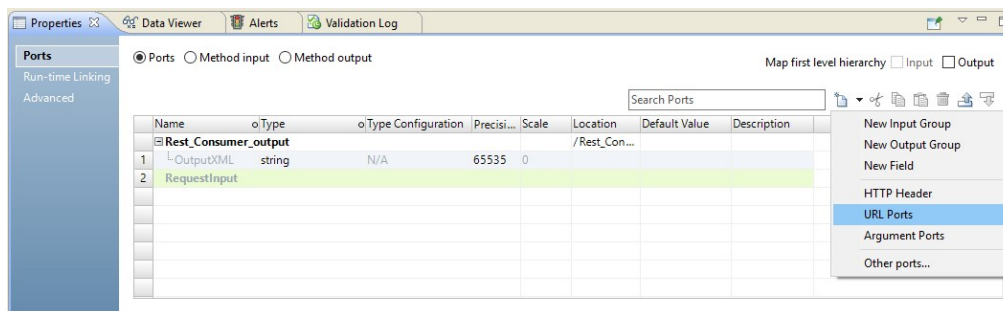 Properties Data Viewer Alerts Validation Log
Ports
Run-time Linking
Advanced
Ports Method input Method output
Map first level hierarchy Input Output
Search Ports
Name o Type o Type Configuration Precisi... Scale Location Default Value Description
Rest_Consumer_output /Rest_Con...
1 OutputXML string N/A 65535 0
2 RequestInput
New Input Group
New Output Group
New Field
HTTP Header
URL Ports
Argument Ports
Other ports...